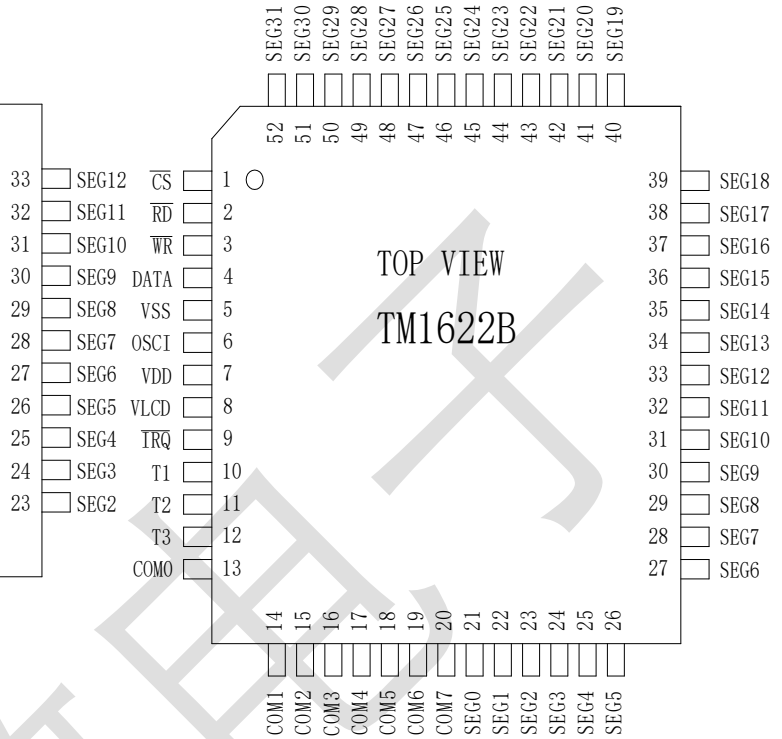 SEG31 SEG30 SEG29 SEG28 SEG27 SEG26 SEG25 SEG24 SEG23 SEG22 SEG21 SEG20 SEG19
52 51 50 49 48 47 46 45 44 43 42 41 40
33 SEG12 CS 1 39 SEG18
32 SEG11 RD 2 38 SEG17
31 SEG10 WR 3 37 SEG16
30 SEG9 DATA 4 36 SEG15
29 SEG8 VSS 5 35 SEG14
28 SEG7 OSCI 6 34 SEG13
27 SEG6 VDD 7 33 SEG12
26 SEG5 VLCD 8 32 SEG11
25 SEG4 IRQ 9 31 SEG10
24 SEG3 T1 10 30 SEG9
23 SEG2 T2 11 29 SEG8
T3 12 28 SEG7
COM0 13 27 SEG6
TOP VIEW
TM1622B
14 15 16 17 18 19 20 21 22 23 24 25 26
COM1 COM2 COM3 COM4 COM5 COM6 COM7 SEG0 SEG1 SEG2 SEG3 SEG4 SEG5
电子